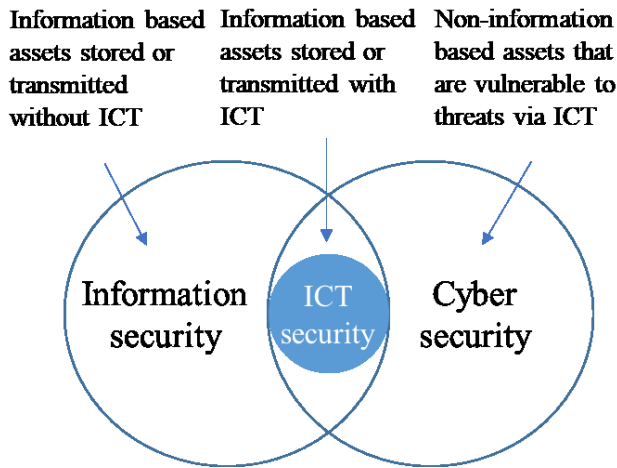 Information based
assets stored or
transmitted
without ICT
Information based
assets stored or
transmitted with
ICT
Non-information
based assets that
are vulnerable to
threats via ICT
Information
security
ICT
security
Cyber
security